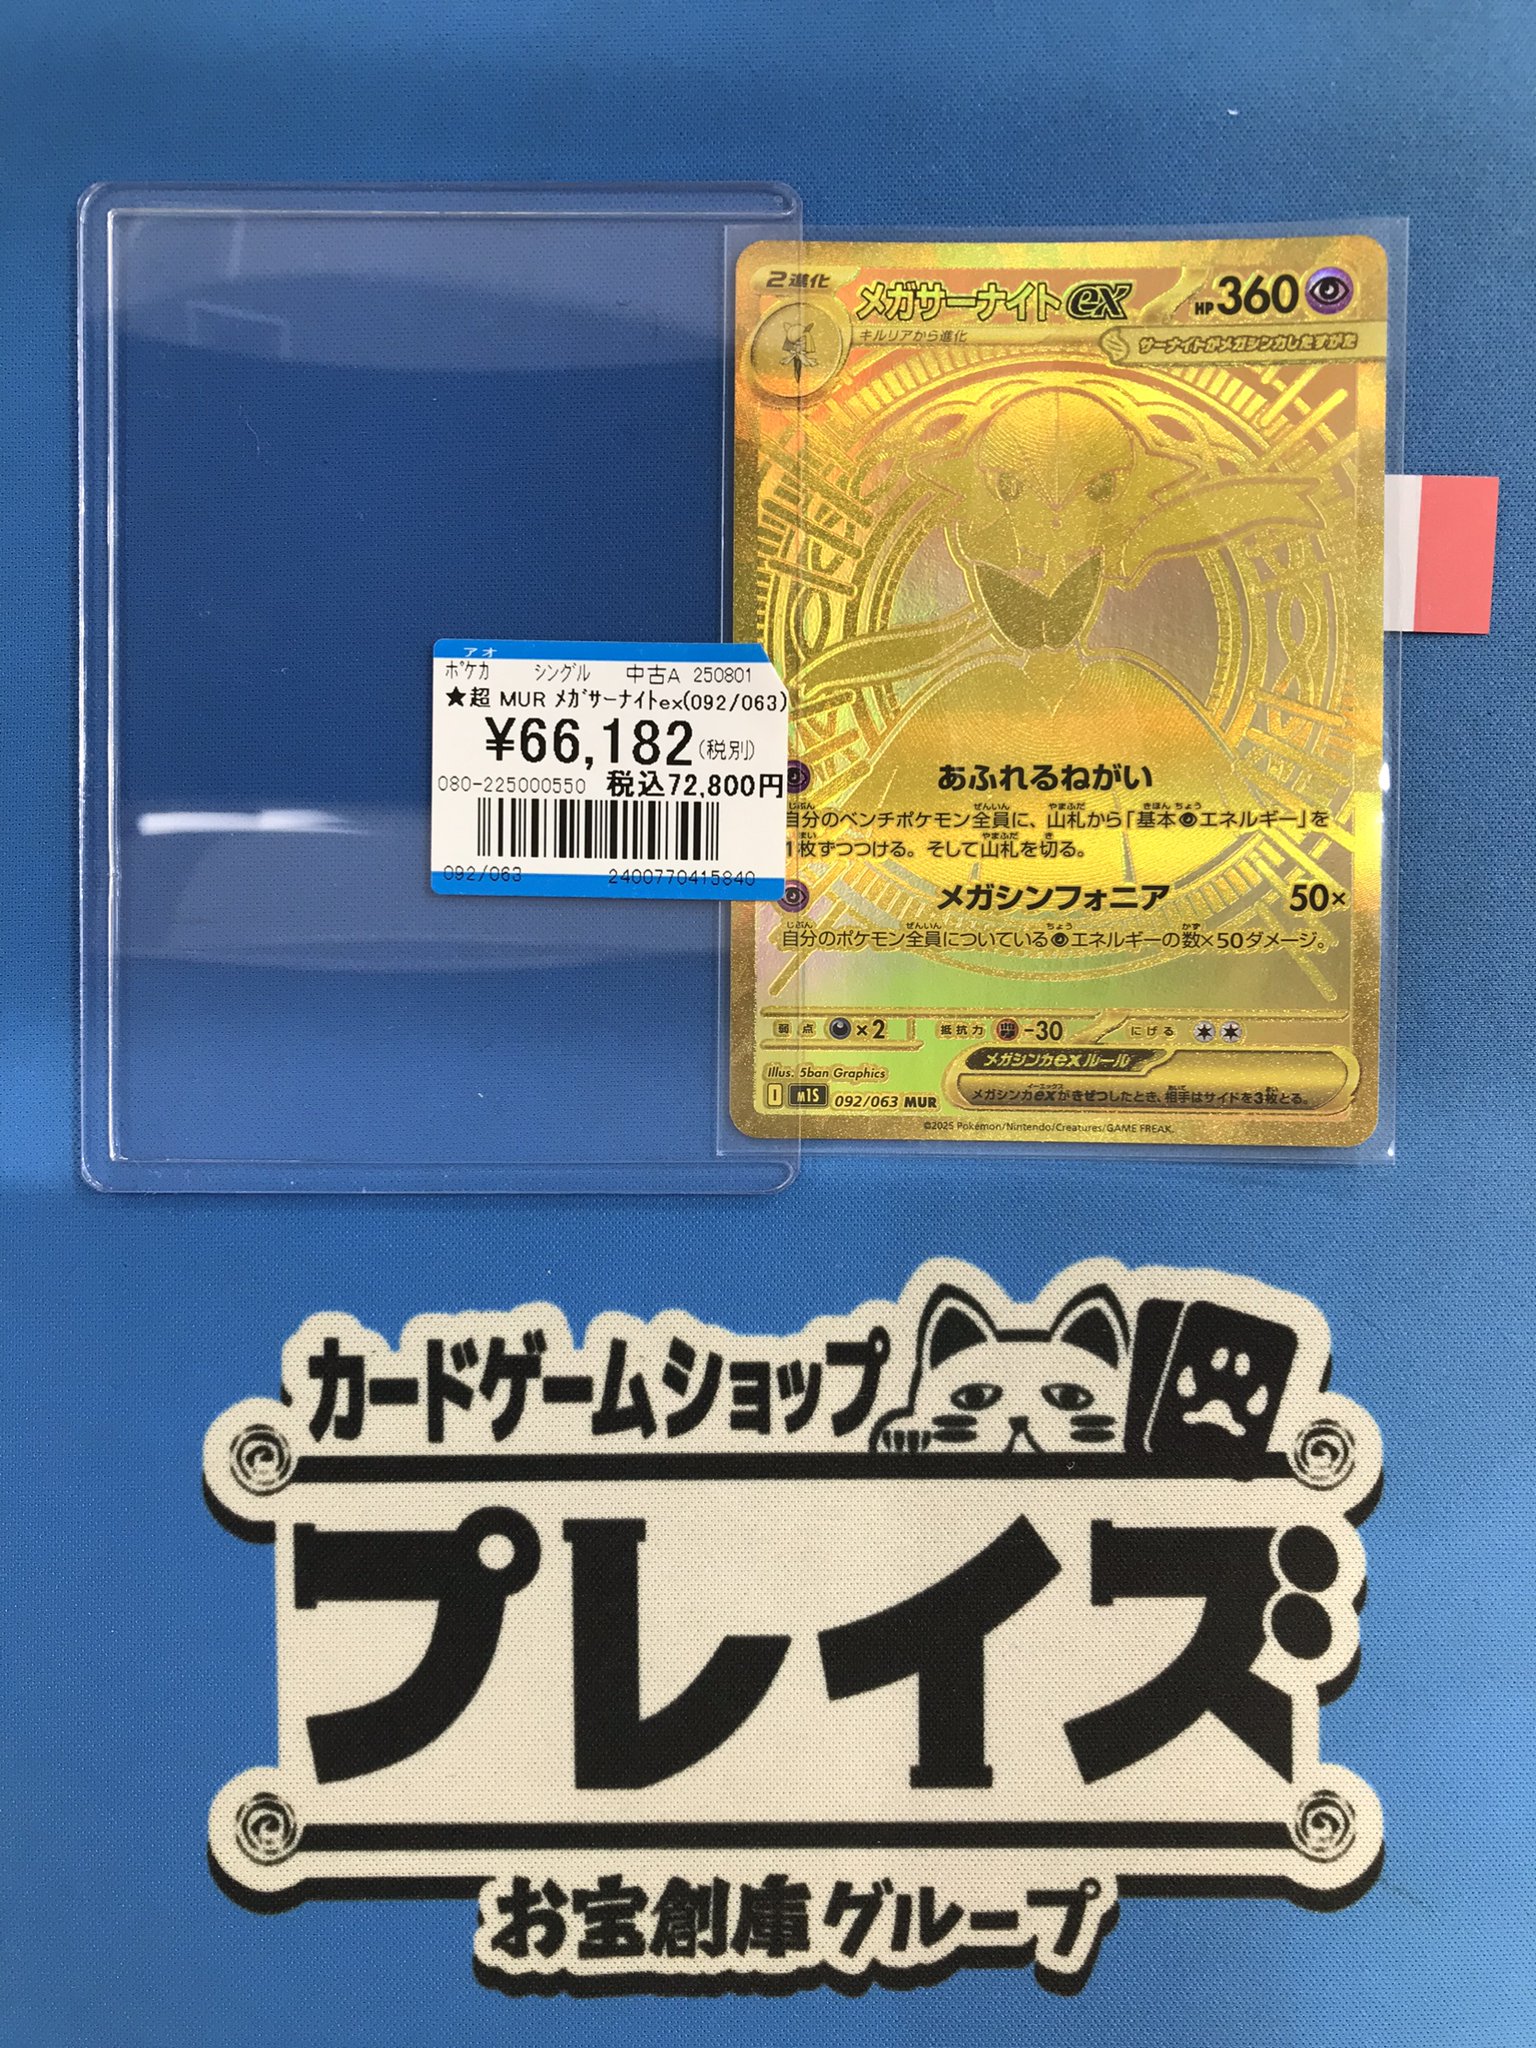 2進化
メガサーナイトex
HP360
キルリアから進化
サーナイトがメガシンカしたすがた
アオ
ポケカ シングル 中古A 250801
★超 MUR メガサーナイトex(092/063)
¥66,182(税別)
080-225000550 税込72,800円
092/063 2400770415840
あふれるねがい
自分のベンチポケモン全員に、山札から「基本エネルギー」を
1枚ずつつける。そして山札を切る。
メガシンフォニア 50×
自分のポケモン全員についているエネルギーの数×50ダメージ。
弱点 ×2 抵抗力 -30 にげる
Illus. 5ban Graphics
メガシンカexルール
メガシンカexがきぜつしたとき、相手はサイドを3枚とる。
I M1S 092/063 MUR
©2025 Pokémon/Nintendo/Creatures/GAME FREAK.
カードゲームショップ
プレイズ
お宝創庫グループ